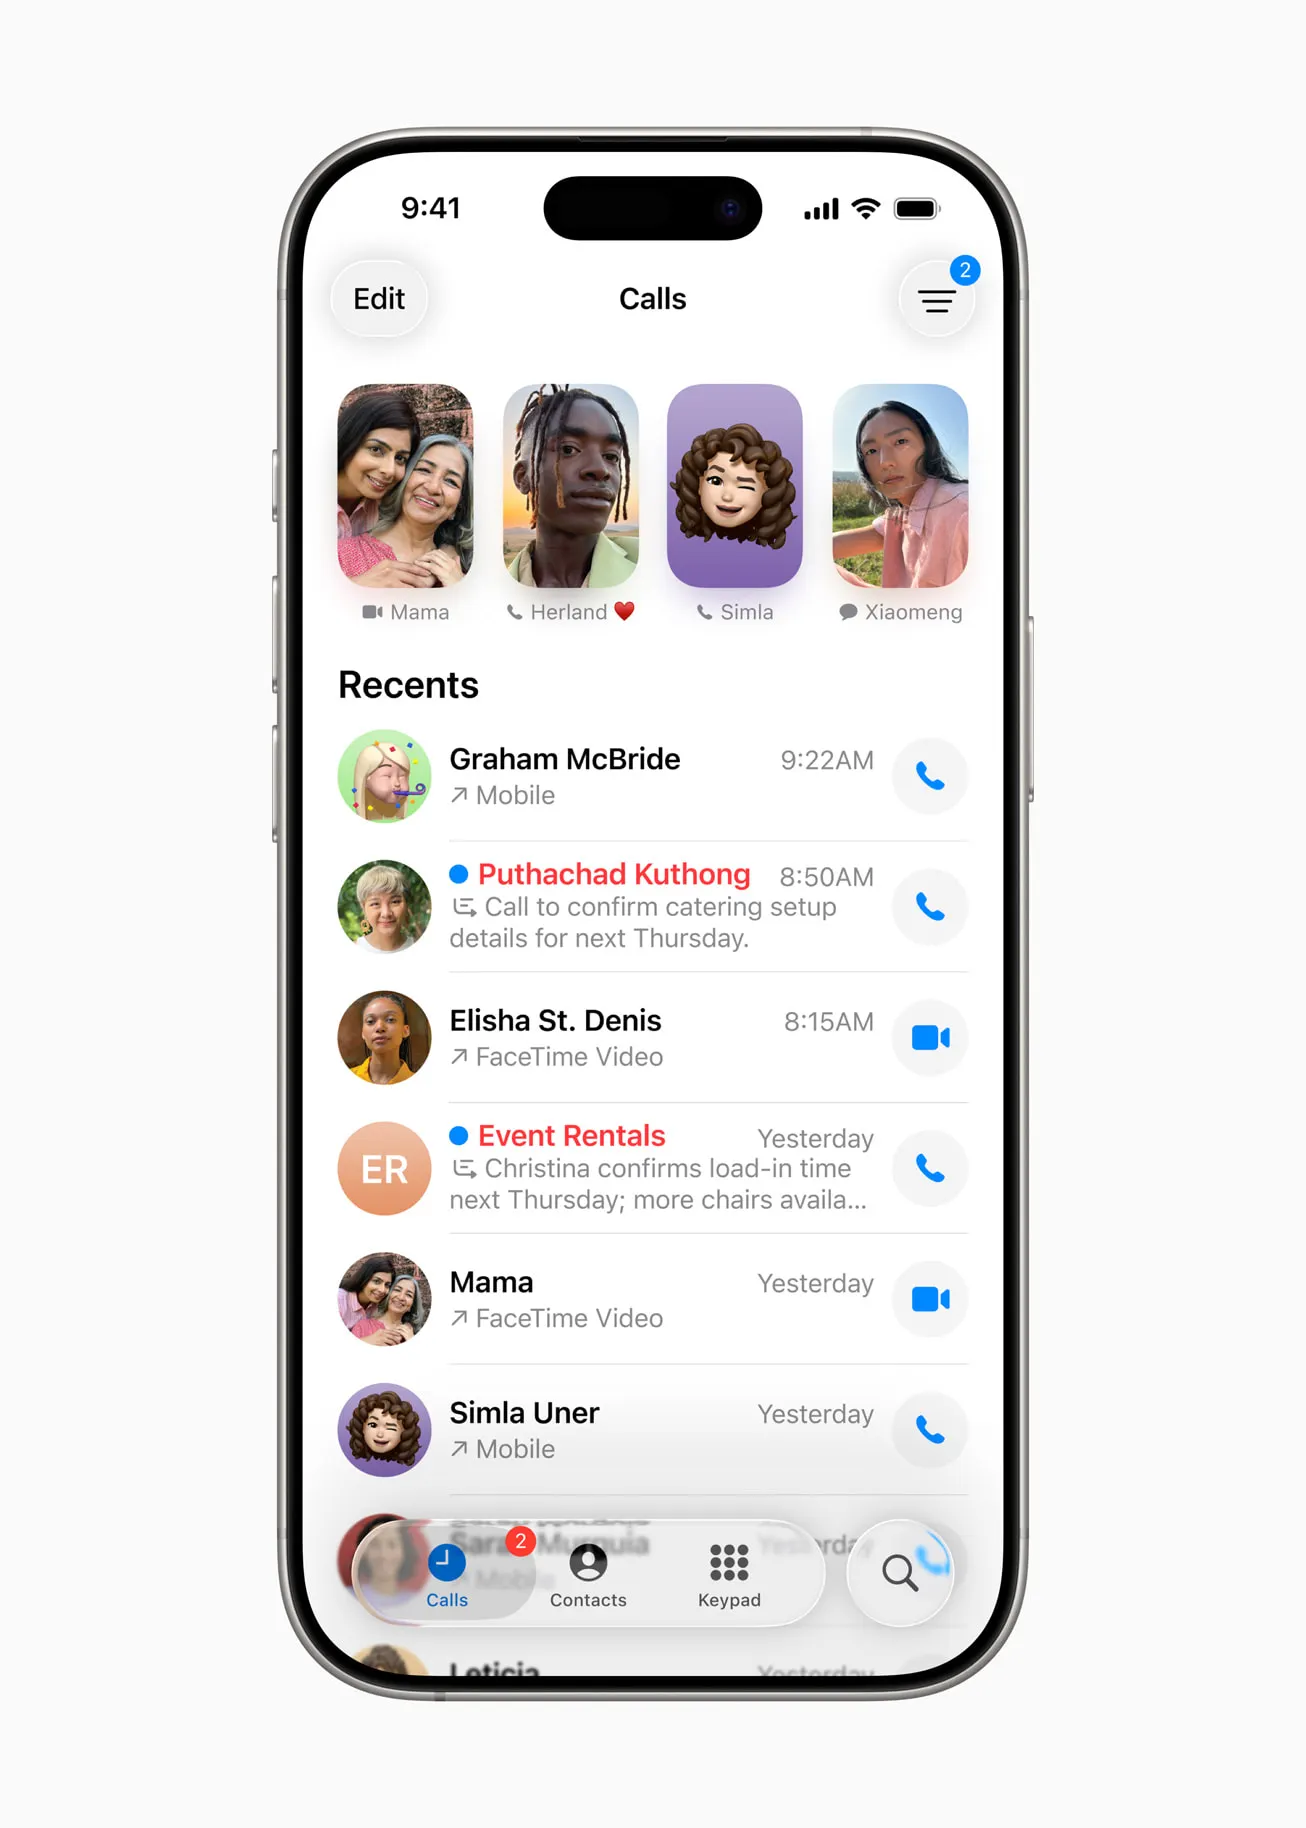 9:41
2
Edit
Calls
Mama
Herland ❤️
Simla
Xiaomeng
Recents
Graham McBride
9:22AM
Mobile
Puthachad Kuthong
8:50AM
Call to confirm catering setup
details for next Thursday.
Elisha St. Denis
8:15AM
FaceTime Video
ER
Event Rentals
Yesterday
Christina confirms load-in time
next Thursday; more chairs availa...
Mama
Yesterday
FaceTime Video
Simla Uner
Yesterday
Mobile
2
Calls
Contacts
Keypad
Leticia
Yesterday